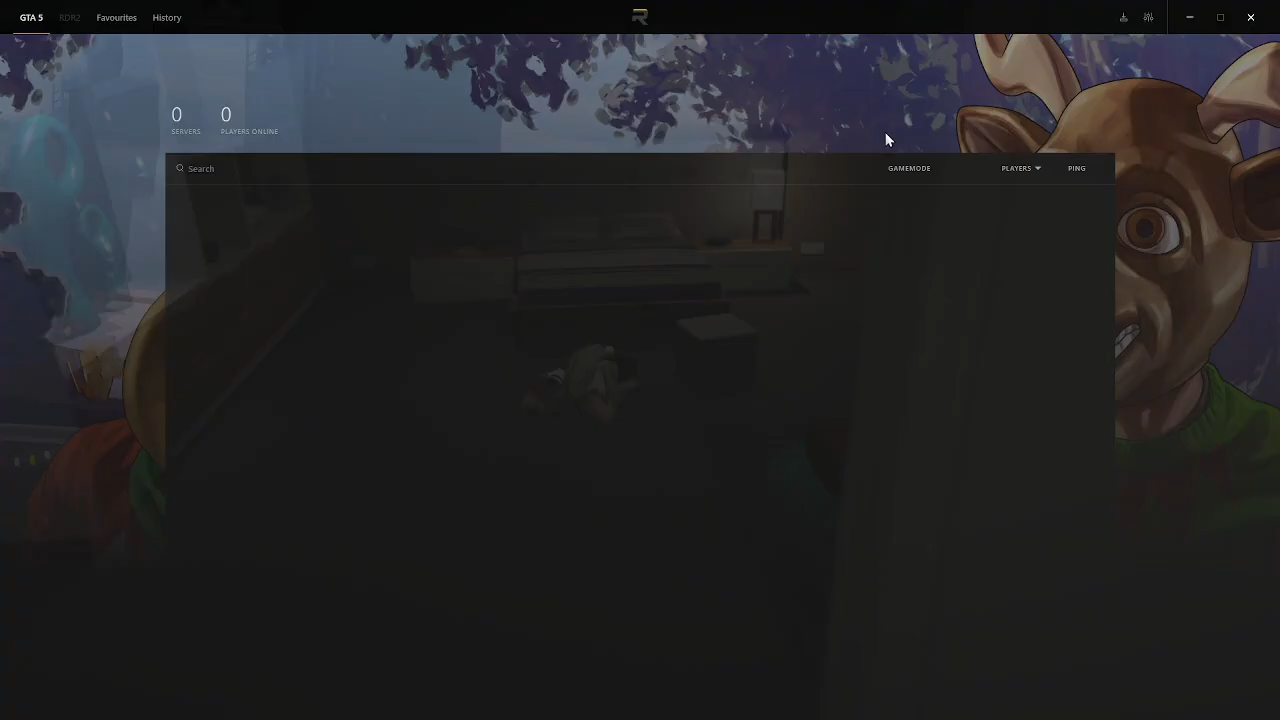 GTA 5 RDR2 Favourites History
0 0
SERVERS PLAYERS ONLINE
Search GAMEMODE PLAYERS PING